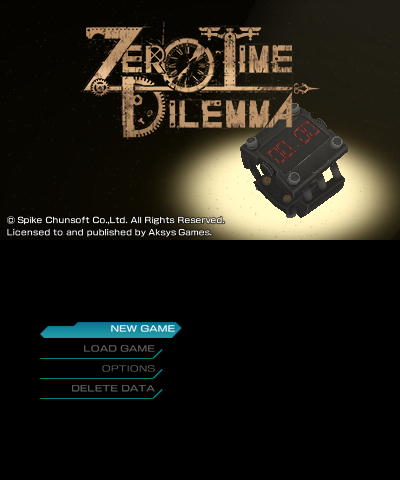 ZERO TIME
DILEMMA
00:00
© Spike Chunsoft Co.,Ltd. All Rights Reserved.
Licensed to and published by Aksys Games.
NEW GAME
LOAD GAME
OPTIONS
DELETE DATA